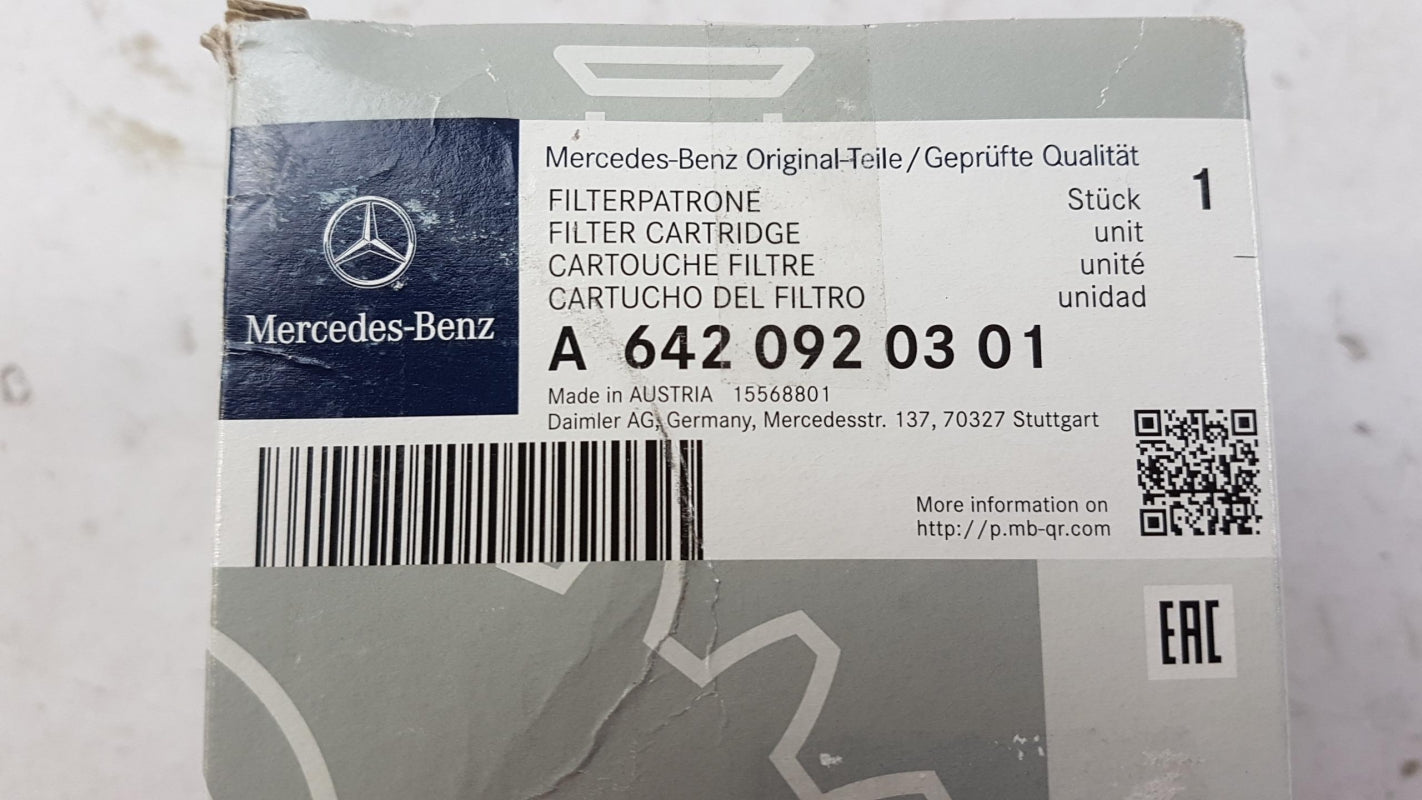 Mercedes-Benz
Mercedes-Benz Original-Teile/Geprüfte Qualität
FILTERPATRONE Stück 1
FILTER CARTRIDGE unit
CARTOUCHE FILTRE unité
CARTUCHO DEL FILTRO unidad
A 642 092 03 01
Made in AUSTRIA 15568801
Daimler AG, Germany, Mercedesstr. 137, 70327 Stuttgart
More information on
http://p.mb-qr.com
EAC